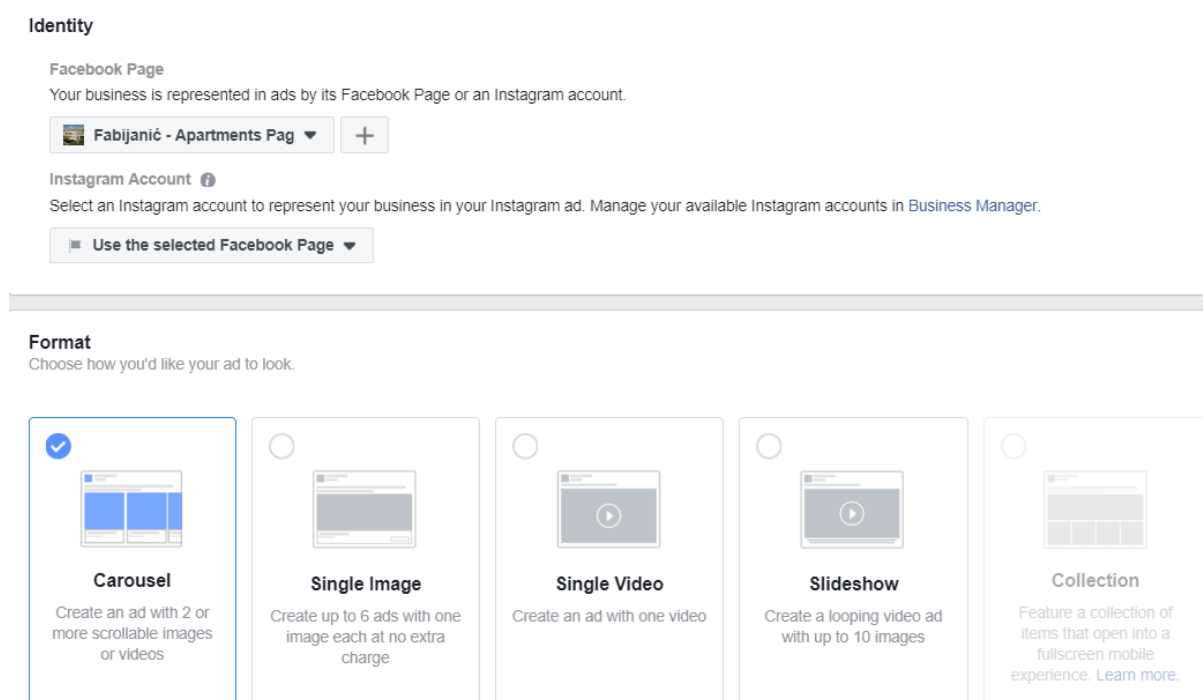 Identity
Facebook Page
Your business is represented in ads by its Facebook Page or an Instagram account.
Fabijanić - Apartments Pag
Instagram Account
Select an Instagram account to represent your business in your Instagram ad. Manage your available Instagram accounts in Business Manager.
Use the selected Facebook Page
Format
Choose how you'd like your ad to look.
Carousel
Create an ad with 2 or
more scrollable images
or videos
Single Image
Create up to 6 ads with one
image each at no extra
charge
Single Video
Create an ad with one video
Slideshow
Create a looping video ad
with up to 10 images
Collection
Feature a collection of
items that open into a
fullscreen mobile
experience. Learn more.